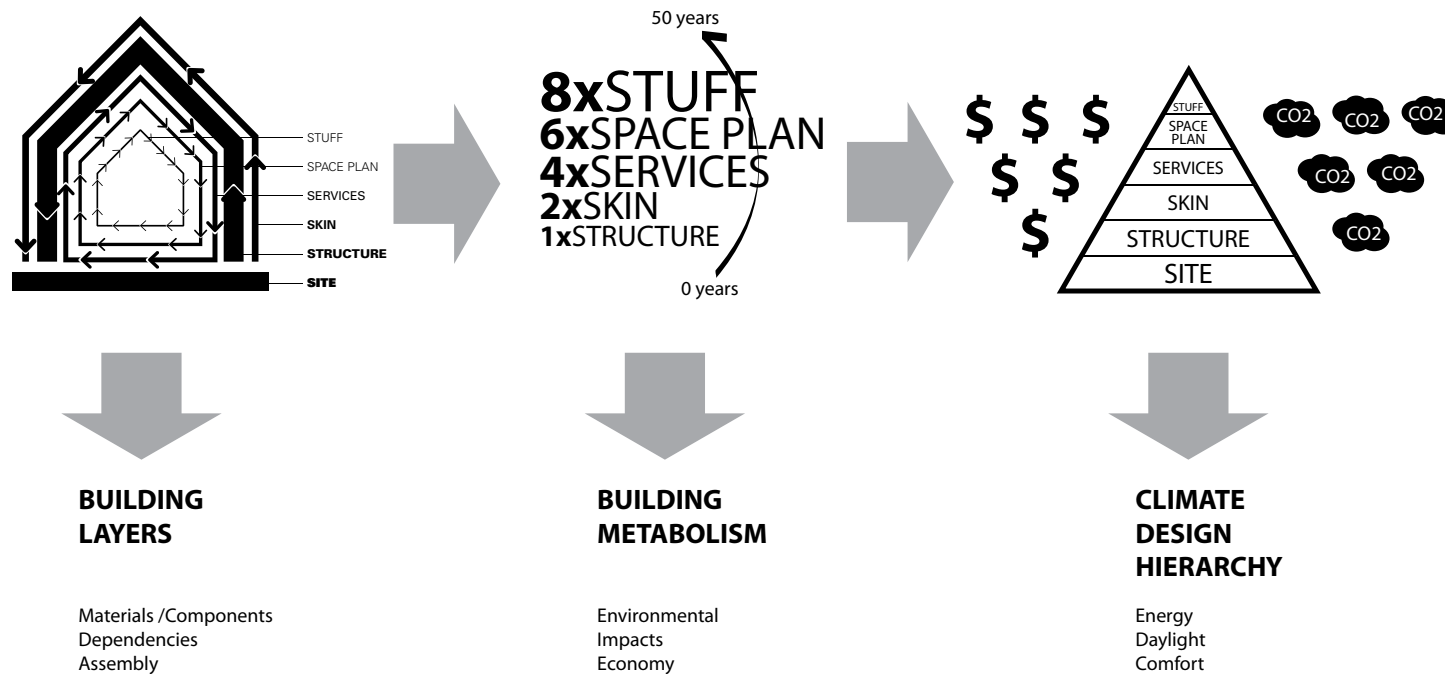 STUFF
SPACE PLAN
SERVICES
SKIN
STRUCTURE
SITE
50 years
8xSTUFF
6xSPACE PLAN
4xSERVICES
2xSKIN
1xSTRUCTURE
0 years
$ $ $
$ $
$
STUFF
SPACE
PLAN
SERVICES
SKIN
STRUCTURE
SITE
CO2 CO2 CO2
CO2 CO2
CO2
BUILDING
LAYERS
Materials /Components
Dependencies
Assembly
BUILDING
METABOLISM
Environmental
Impacts
Economy
CLIMATE
DESIGN
HIERARCHY
Energy
Daylight
Comfort